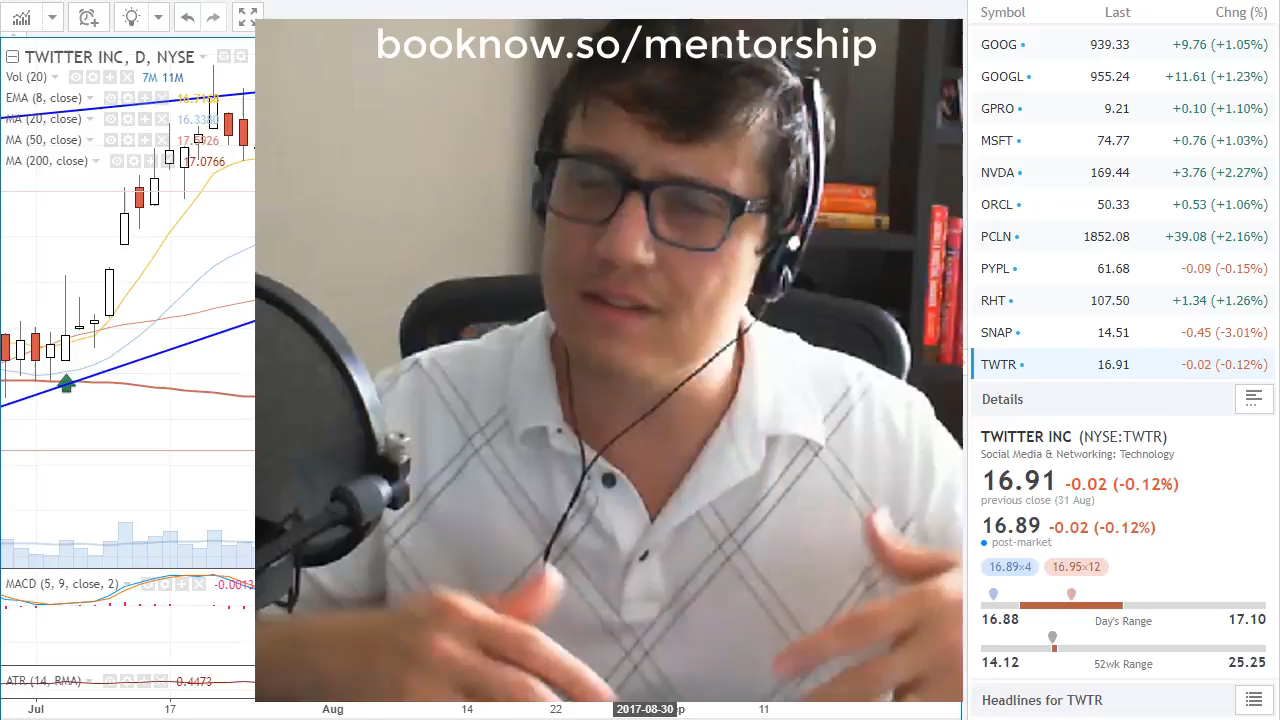 booknow.so/mentorship
TWITTER INC, D, NYSE
Vol (20) 7M 11M
EMA (8, close)
MA (20, close)
MA (50, close)
MA (200, close) 17.0766
MACD (5, 9, close, 2) -0.0013
ATR (14, RMA) 0.4473
Jul 17 Aug 14 22 2017-08-30 11
Symbol Last Chng (%)
GOOG 939.33 +9.76 (+1.05%)
GOOGL 955.24 +11.61 (+1.23%)
GPRO 9.21 +0.10 (+1.10%)
MSFT 74.77 +0.76 (+1.03%)
NVDA 169.44 +3.76 (+2.27%)
ORCL 50.33 +0.53 (+1.06%)
PCLN 1852.08 +39.08 (+2.16%)
PYPL 61.68 -0.09 (-0.15%)
RHT 107.50 +1.34 (+1.26%)
SNAP 14.51 -0.45 (-3.01%)
TWTR 16.91 -0.02 (-0.12%)
Details
TWITTER INC (NYSE:TWTR)
Social Media & Networking: Technology
16.91 -0.02 (-0.12%)
previous close (31 Aug)
16.89 -0.02 (-0.12%)
post-market
16.89×4 16.95×12
16.88 Day's Range 17.10
14.12 52wk Range 25.25
Headlines for TWTR